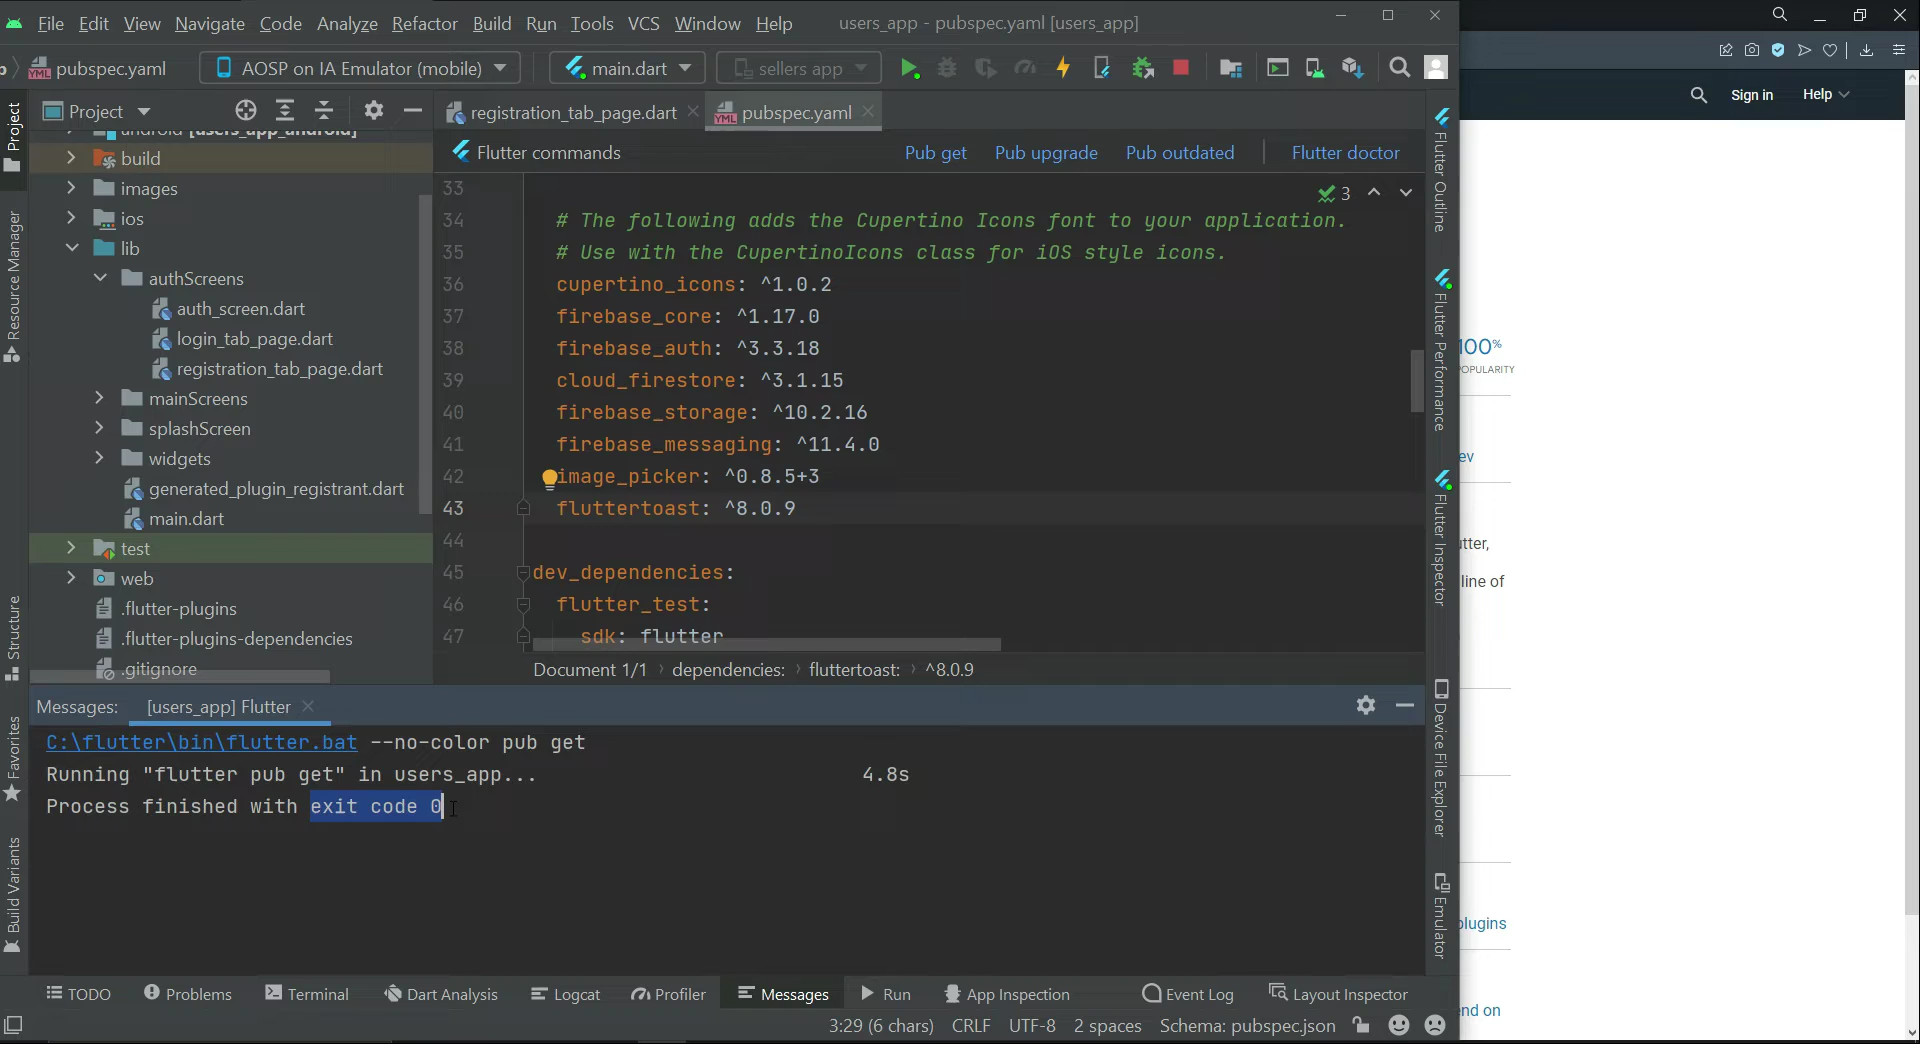 File Edit View Navigate Code Analyze Refactor Build Run Tools VCS Window Help users_app - pubspec.yaml [users_app]
pubspec.yaml AOSP on IA Emulator (mobile) main.dart sellers app
Sign in Help
Project
registration_tab_page.dart pubspec.yaml
android [users_app_android]
build
images
ios
lib
authScreens
auth_screen.dart
login_tab_page.dart
registration_tab_page.dart
mainScreens
splashScreen
widgets
generated_plugin_registrant.dart
main.dart
test
web
.flutter-plugins
.flutter-plugins-dependencies
.gitignore
Flutter commands Pub get Pub upgrade Pub outdated Flutter doctor
3
33
34 # The following adds the Cupertino Icons font to your application.
35 # Use with the CupertinoIcons class for iOS style icons.
36 cupertino_icons: ^1.0.2
37 firebase_core: ^1.17.0
38 firebase_auth: ^3.3.18
39 cloud_firestore: ^3.1.15
40 firebase_storage: ^10.2.16
41 firebase_messaging: ^11.4.0
42 image_picker: ^0.8.5+3
43 fluttertoast: ^8.0.9
44
45 dev_dependencies:
46 flutter_test:
47 sdk: flutter
Document 1/1 › dependencies: › fluttertoast: › ^8.0.9
Project
Resource Manager
Structure
Favorites
Build Variants
Flutter Outline
Flutter Performance
Flutter Inspector
Device File Explorer
Emulator
100%
POPULARITY
ev
utter,
line of
plugins
end on
Messages: [users_app] Flutter
C:\flutter\bin\flutter.bat --no-color pub get
Running "flutter pub get" in users_app... 4.8s
Process finished with exit code 0
TODO Problems Terminal Dart Analysis Logcat Profiler Messages Run App Inspection Event Log Layout Inspector
3:29 (6 chars) CRLF UTF-8 2 spaces Schema: pubspec.json